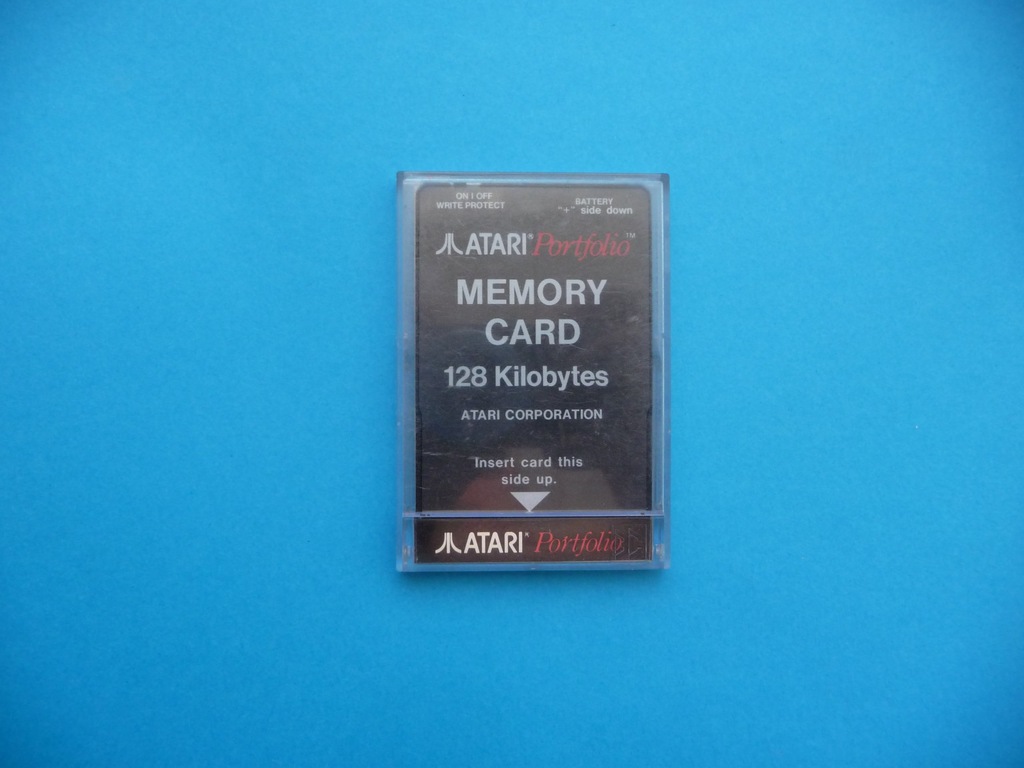 ON | OFF
WRITE PROTECT
BATTERY
"+" side down
ATARI® Portfolio™
MEMORY
CARD
128 Kilobytes
ATARI CORPORATION
Insert card this
side up.
ATARI® Portfolio